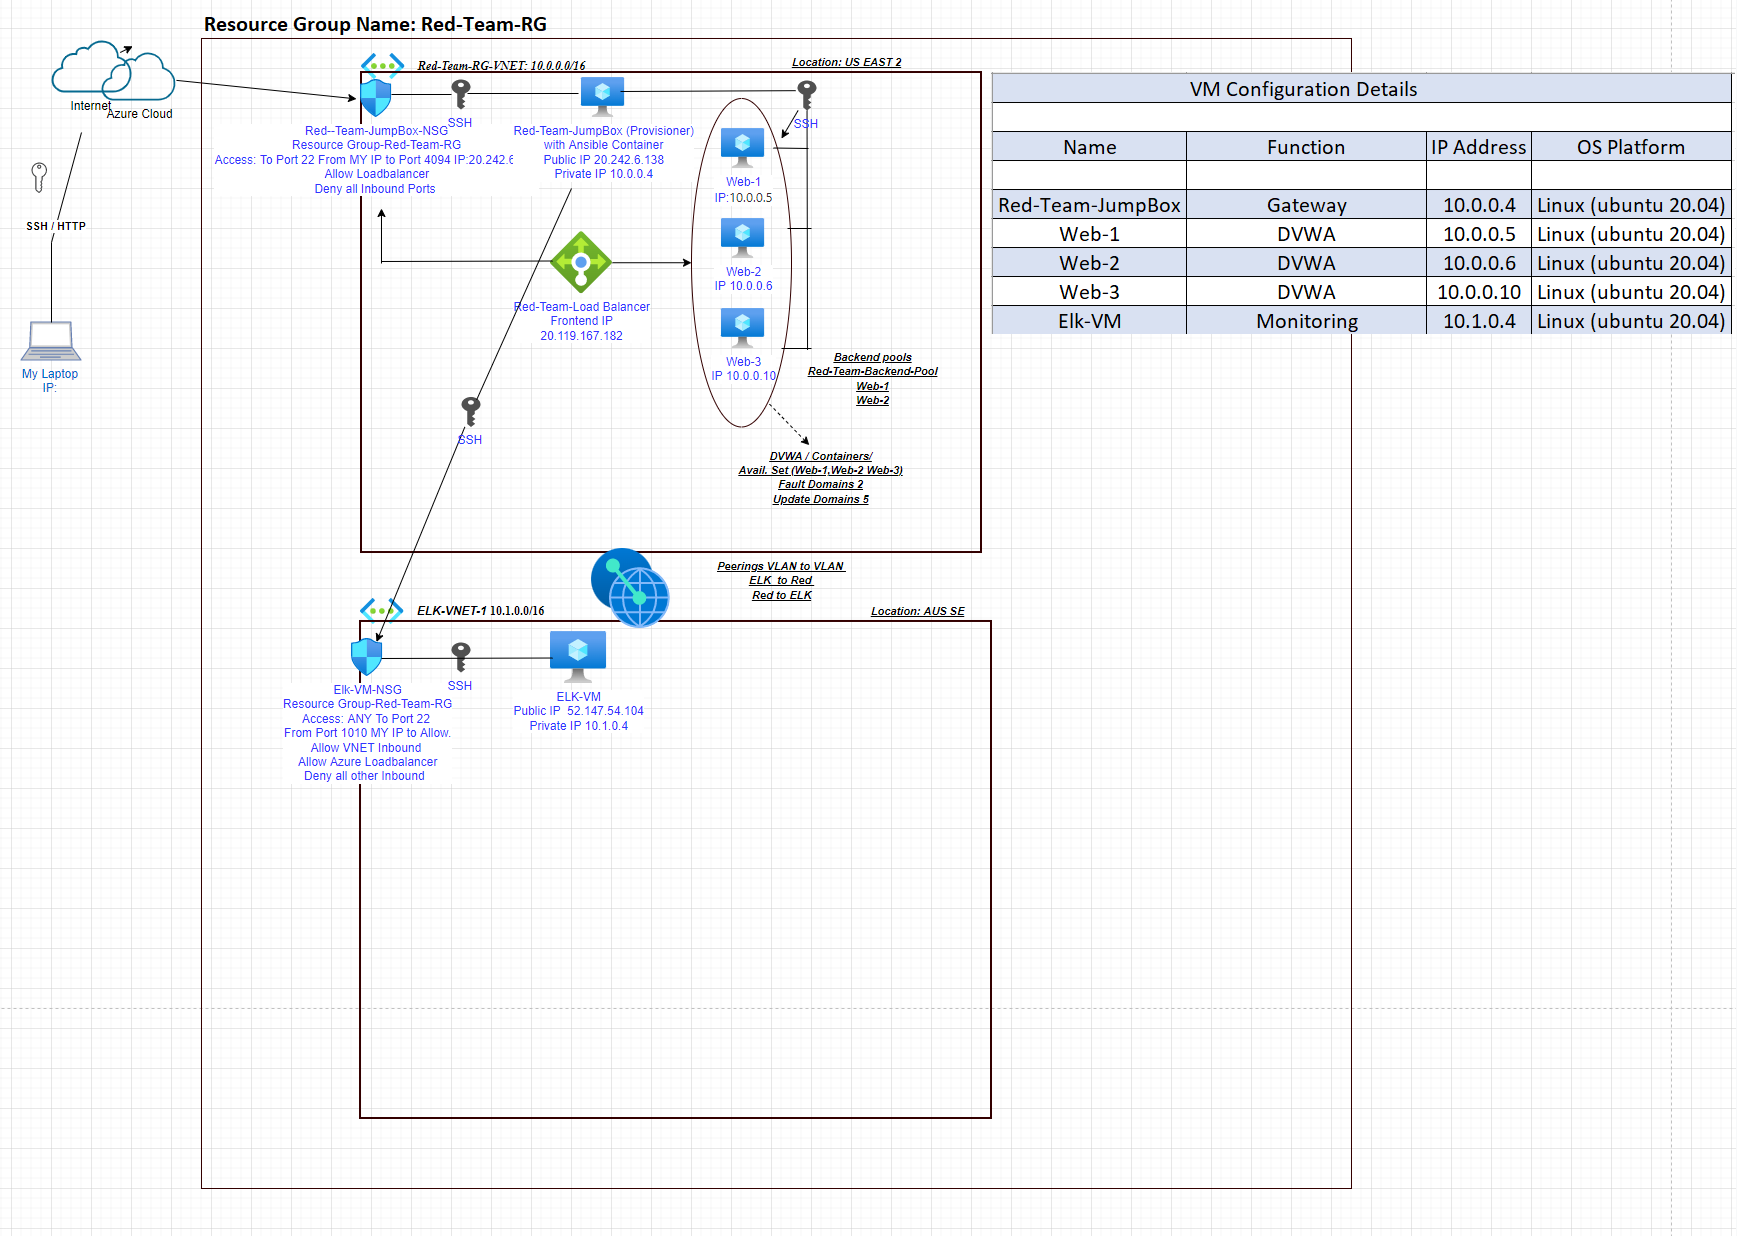 Resource Group Name: Red-Team-RG
Internet
Azure Cloud
SSH / HTTP
My Laptop
IP:
Red-Team-RG-VNET: 10.0.0.0/16
Location: US EAST 2
SSH
Red--Team-JumpBox-NSG
Resource Group-Red-Team-RG
Access: To Port 22 From MY IP to Port 4094 IP:20.242.6
Allow Loadbalancer
Deny all Inbound Ports
Red-Team-JumpBox (Provisioner)
with Ansible Container
Public IP 20.242.6.138
Private IP 10.0.0.4
SSH
Web-1
IP:10.0.0.5
Web-2
IP 10.0.0.6
Web-3
IP 10.0.0.10
Red-Team-Load Balancer
Frontend IP
20.119.167.182
Backend pools
Red-Team-Backend-Pool
Web-1
Web-2
SSH
DVWA / Containers/
Avail. Set (Web-1,Web-2 Web-3)
Fault Domains 2
Update Domains 5
Peerings VLAN to VLAN
ELK to Red
Red to ELK
ELK-VNET-1 10.1.0.0/16
Location: AUS SE
SSH
Elk-VM-NSG
Resource Group-Red-Team-RG
Access: ANY To Port 22
From Port 1010 MY IP to Allow.
Allow VNET Inbound
Allow Azure Loadbalancer
Deny all other Inbound
ELK-VM
Public IP 52.147.54.104
Private IP 10.1.0.4
VM Configuration Details
Name Function IP Address OS Platform
Red-Team-JumpBox Gateway 10.0.0.4 Linux (ubuntu 20.04)
Web-1 DVWA 10.0.0.5 Linux (ubuntu 20.04)
Web-2 DVWA 10.0.0.6 Linux (ubuntu 20.04)
Web-3 DVWA 10.0.0.10 Linux (ubuntu 20.04)
Elk-VM Monitoring 10.1.0.4 Linux (ubuntu 20.04)